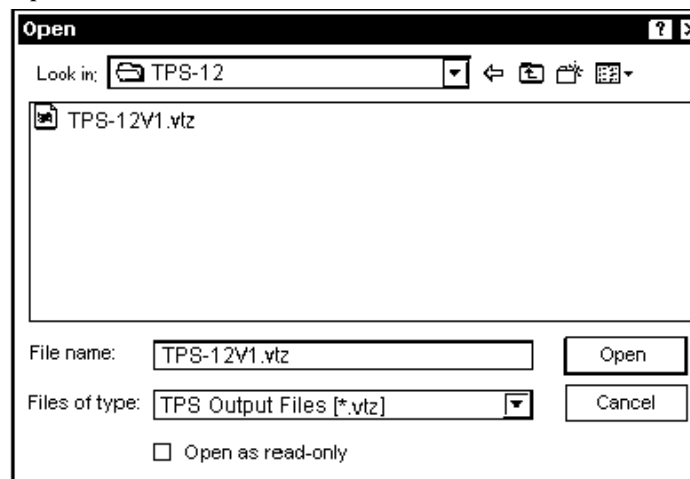 Open
Look in: TPS-12
TPS-12V1.vtz
File name: TPS-12V1.vtz Open
Files of type: TPS Output Files [*.vtz] Cancel
Open as read-only